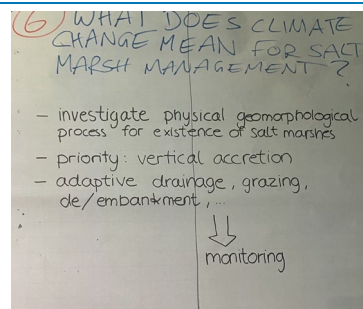 6 WHAT DOES CLIMATE
CHANGE MEAN FOR SALT
MARSH MANAGEMENT?
- investigate physical geomorphological
process for existence of salt marshes
- priority: vertical accretion
- adaptive drainage, grazing,
de/embankment, ...
monitoring